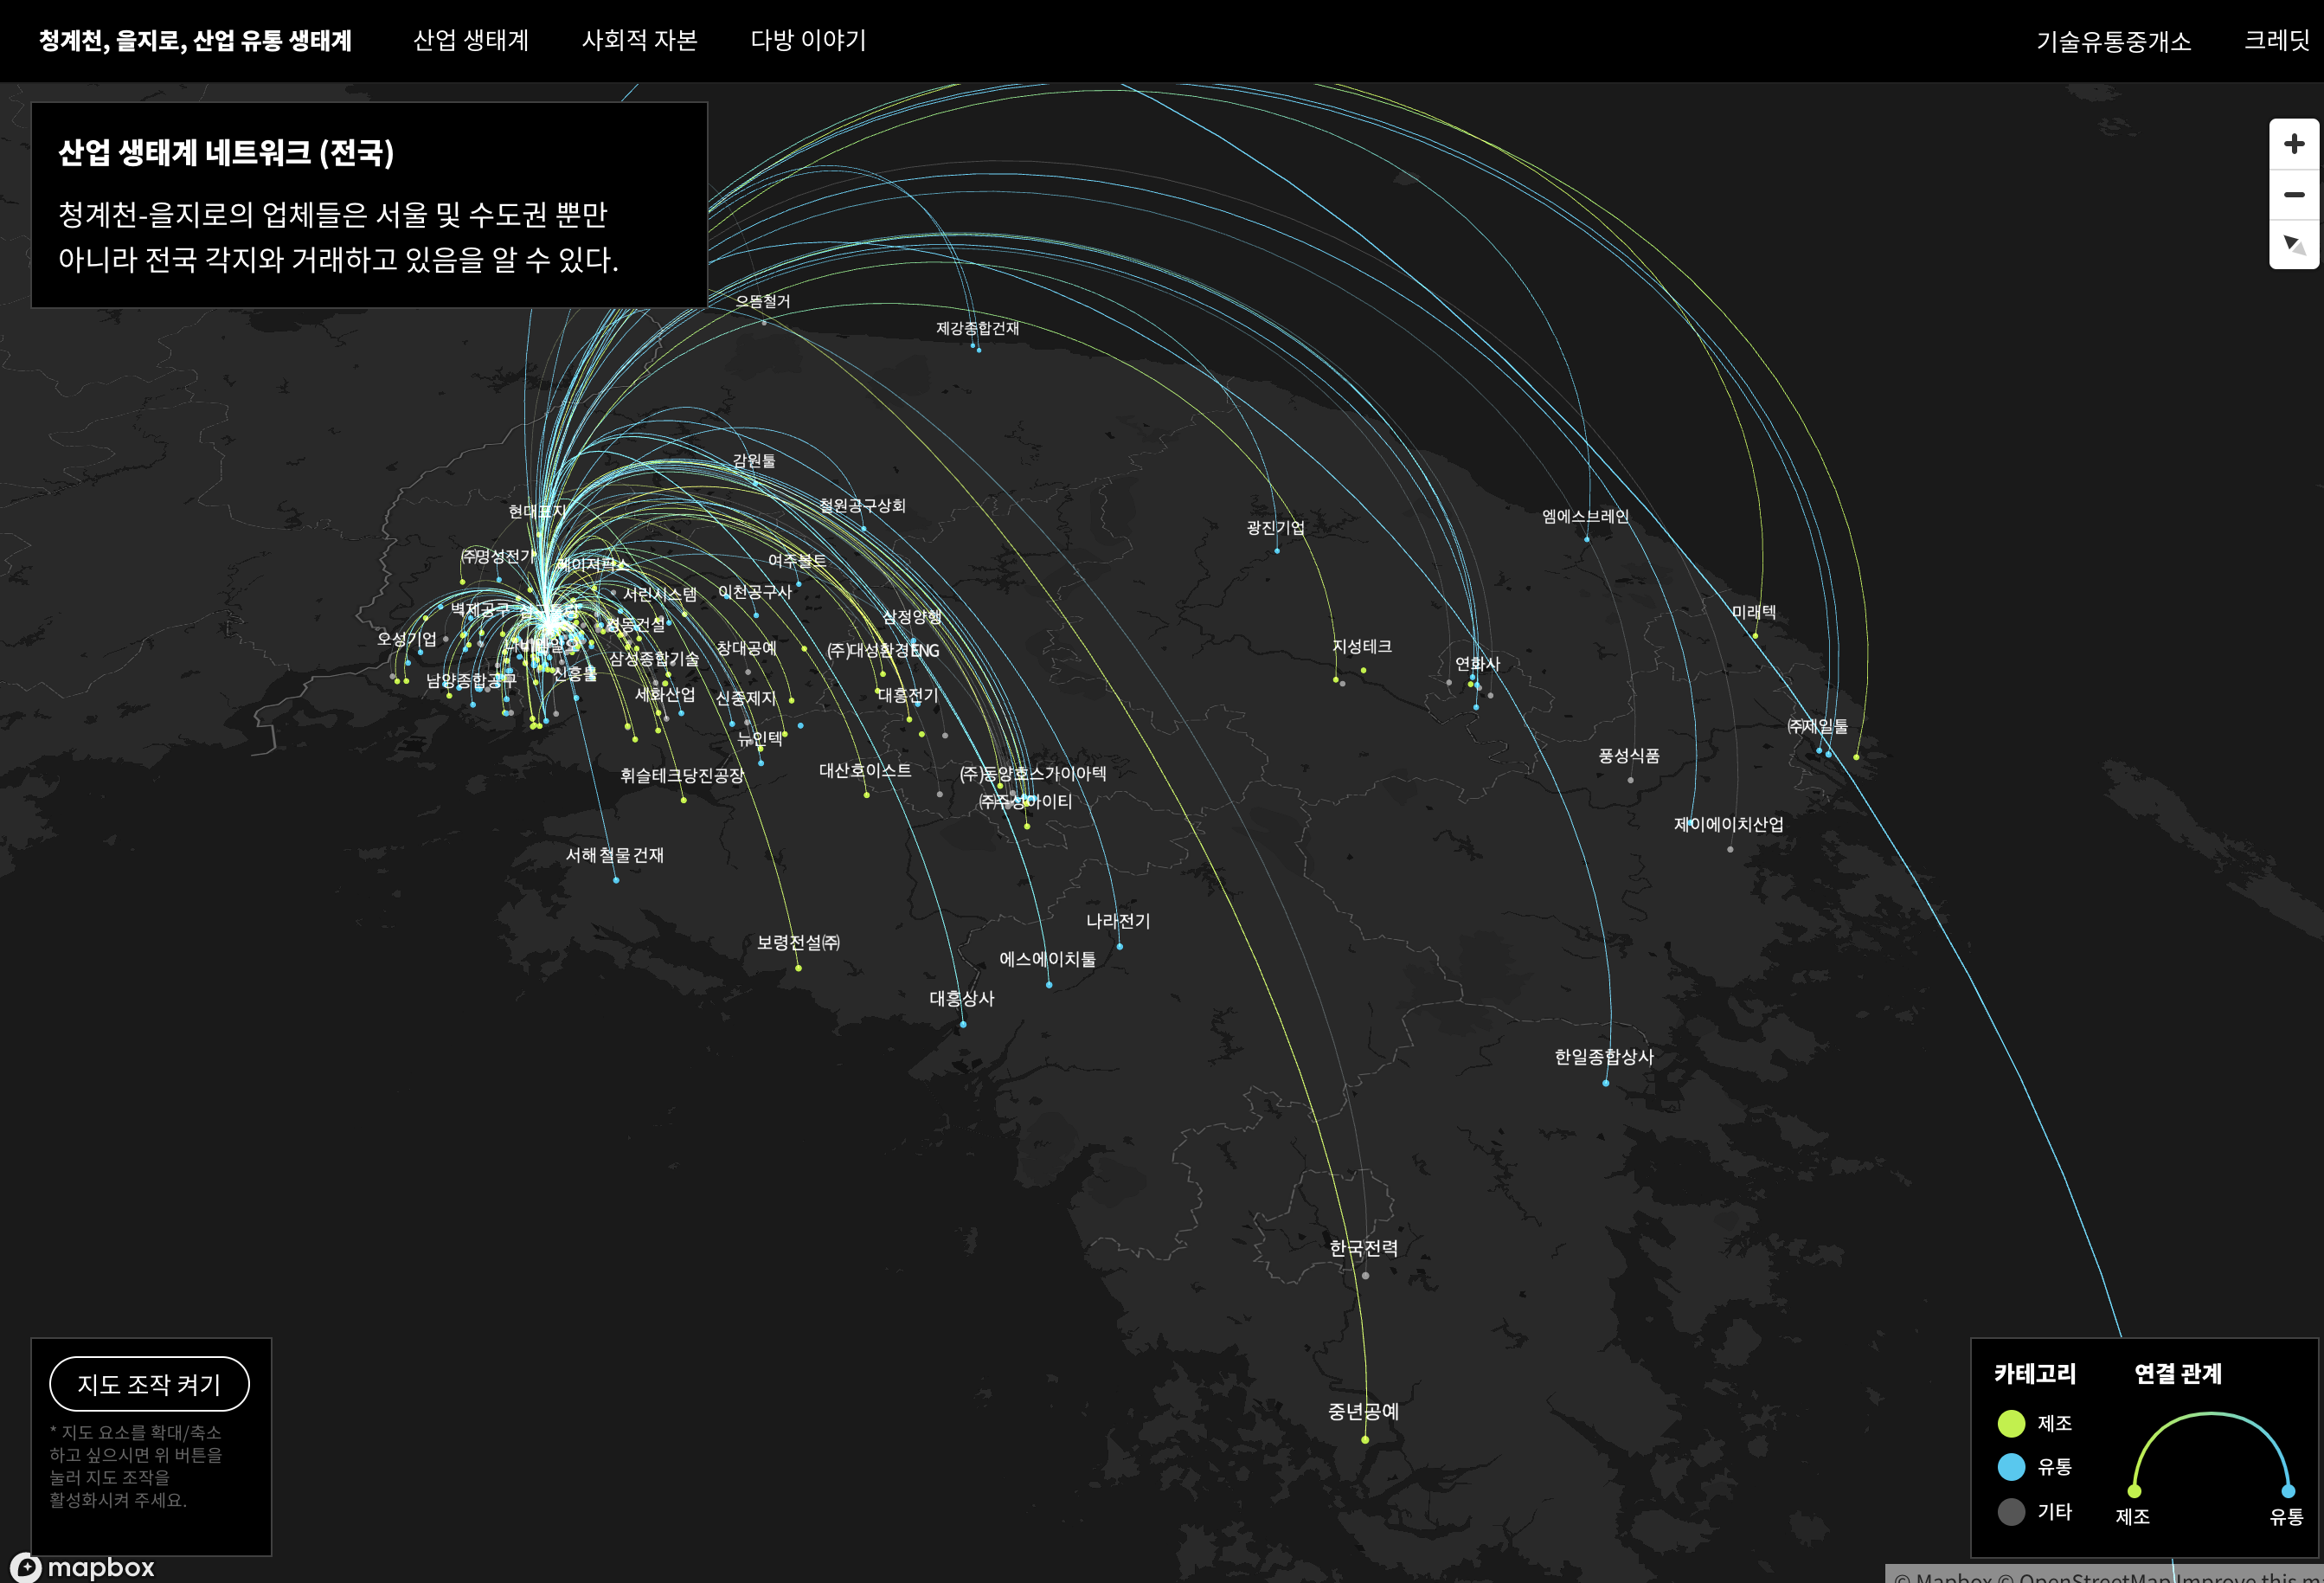 청계천, 을지로, 산업 유통 생태계
산업 생태계
사회적 자본
다방 이야기
기술유통중개소
크레딧
산업 생태계 네트워크 (전국)
청계천-을지로의 업체들은 서울 및 수도권 뿐만
아니라 전국 각지와 거래하고 있음을 알 수 있다.
으뜸철거
제강종합건재
감원툴
철원공구상회
현대표지
광진기업
엠에스브레인
㈜명성전기
레이저팍스
여주볼트
서린시스템
이천공구사
벽제공구
삼정양행
미래텍
경동건설
오성기업
창대공예
(주)대성환경ENG
지성테크
연화사
삼성종합기술
신흥툴
남양종합공구
세화산업
신중제지
대흥전기
㈜제일툴
뉴인텍
풍성식품
휘슬테크당진공장
대산호이스트
(주)동양호스가이아텍
㈜주성아이티
제이에이치산업
서해철물건재
나라전기
보령전설㈜
에스에이치툴
대흥상사
한일종합상사
한국전력
중년공예
지도 조작 켜기
* 지도 요소를 확대/축소
하고 싶으시면 위 버튼을
눌러 지도 조작을
활성화시켜 주세요.
카테고리
연결 관계
제조
유통
기타
제조
유통
mapbox
© Mapbox © OpenStreetMap Improve this m